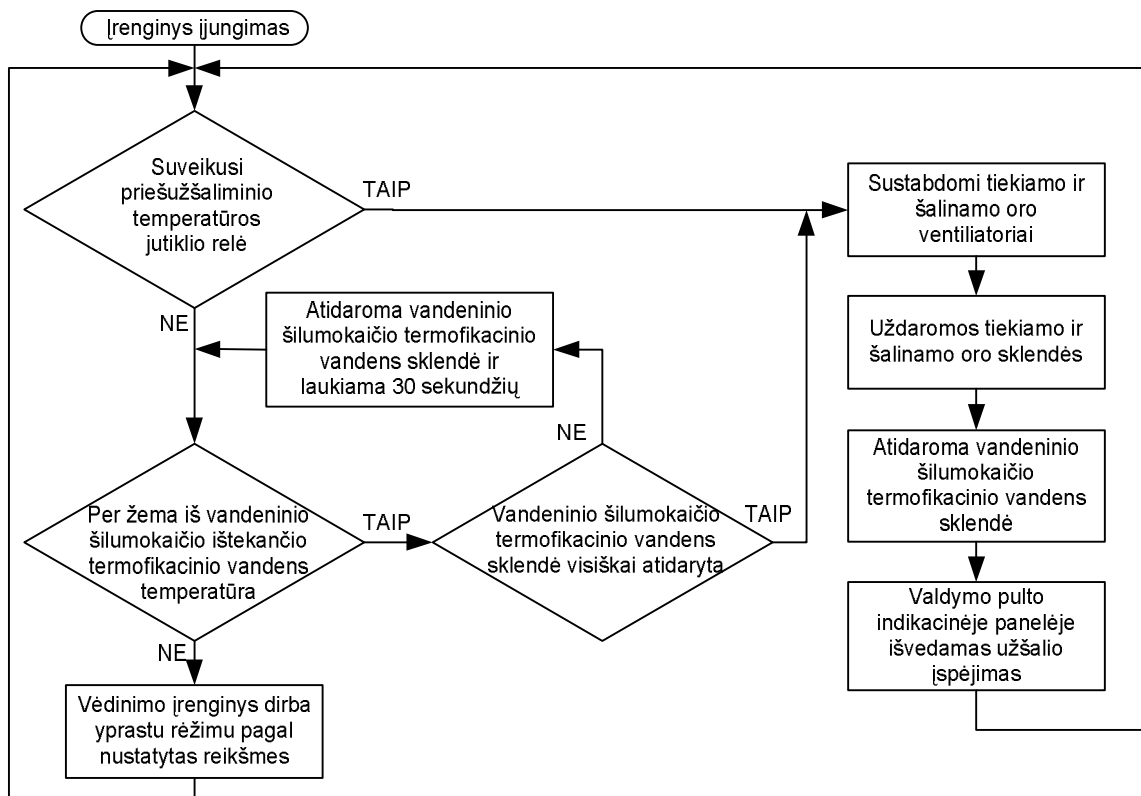 Įrenginys įjungimas
Suveikusi
priešužšaliminio
temperatūros
jutiklio relė
TAIP
NE
Sustabdomi tiekiamo ir
šalinamo oro
ventiliatoriai
Atidaroma vandeninio
šilumokaičio termofikacinio
vandens sklendė ir
laukiama 30 sekundžių
Uždaromos tiekiamo ir
šalinamo oro sklendės
NE
Per žema iš vandeninio
šilumokaičio ištekančio
termofikacinio vandens
temperatūra
TAIP
Vandeninio šilumokaičio
termofikacinio vandens
sklendė visiškai atidaryta
TAIP
Atidaroma vandeninio
šilumokaičio
termofikacinio vandens
sklendė
NE
Valdymo pulto
indikacinėje panelėje
išvedamas užšalio
įspėjimas
Vėdinimo įrenginys dirba
yprastu rėžimu pagal
nustatytas reikšmes